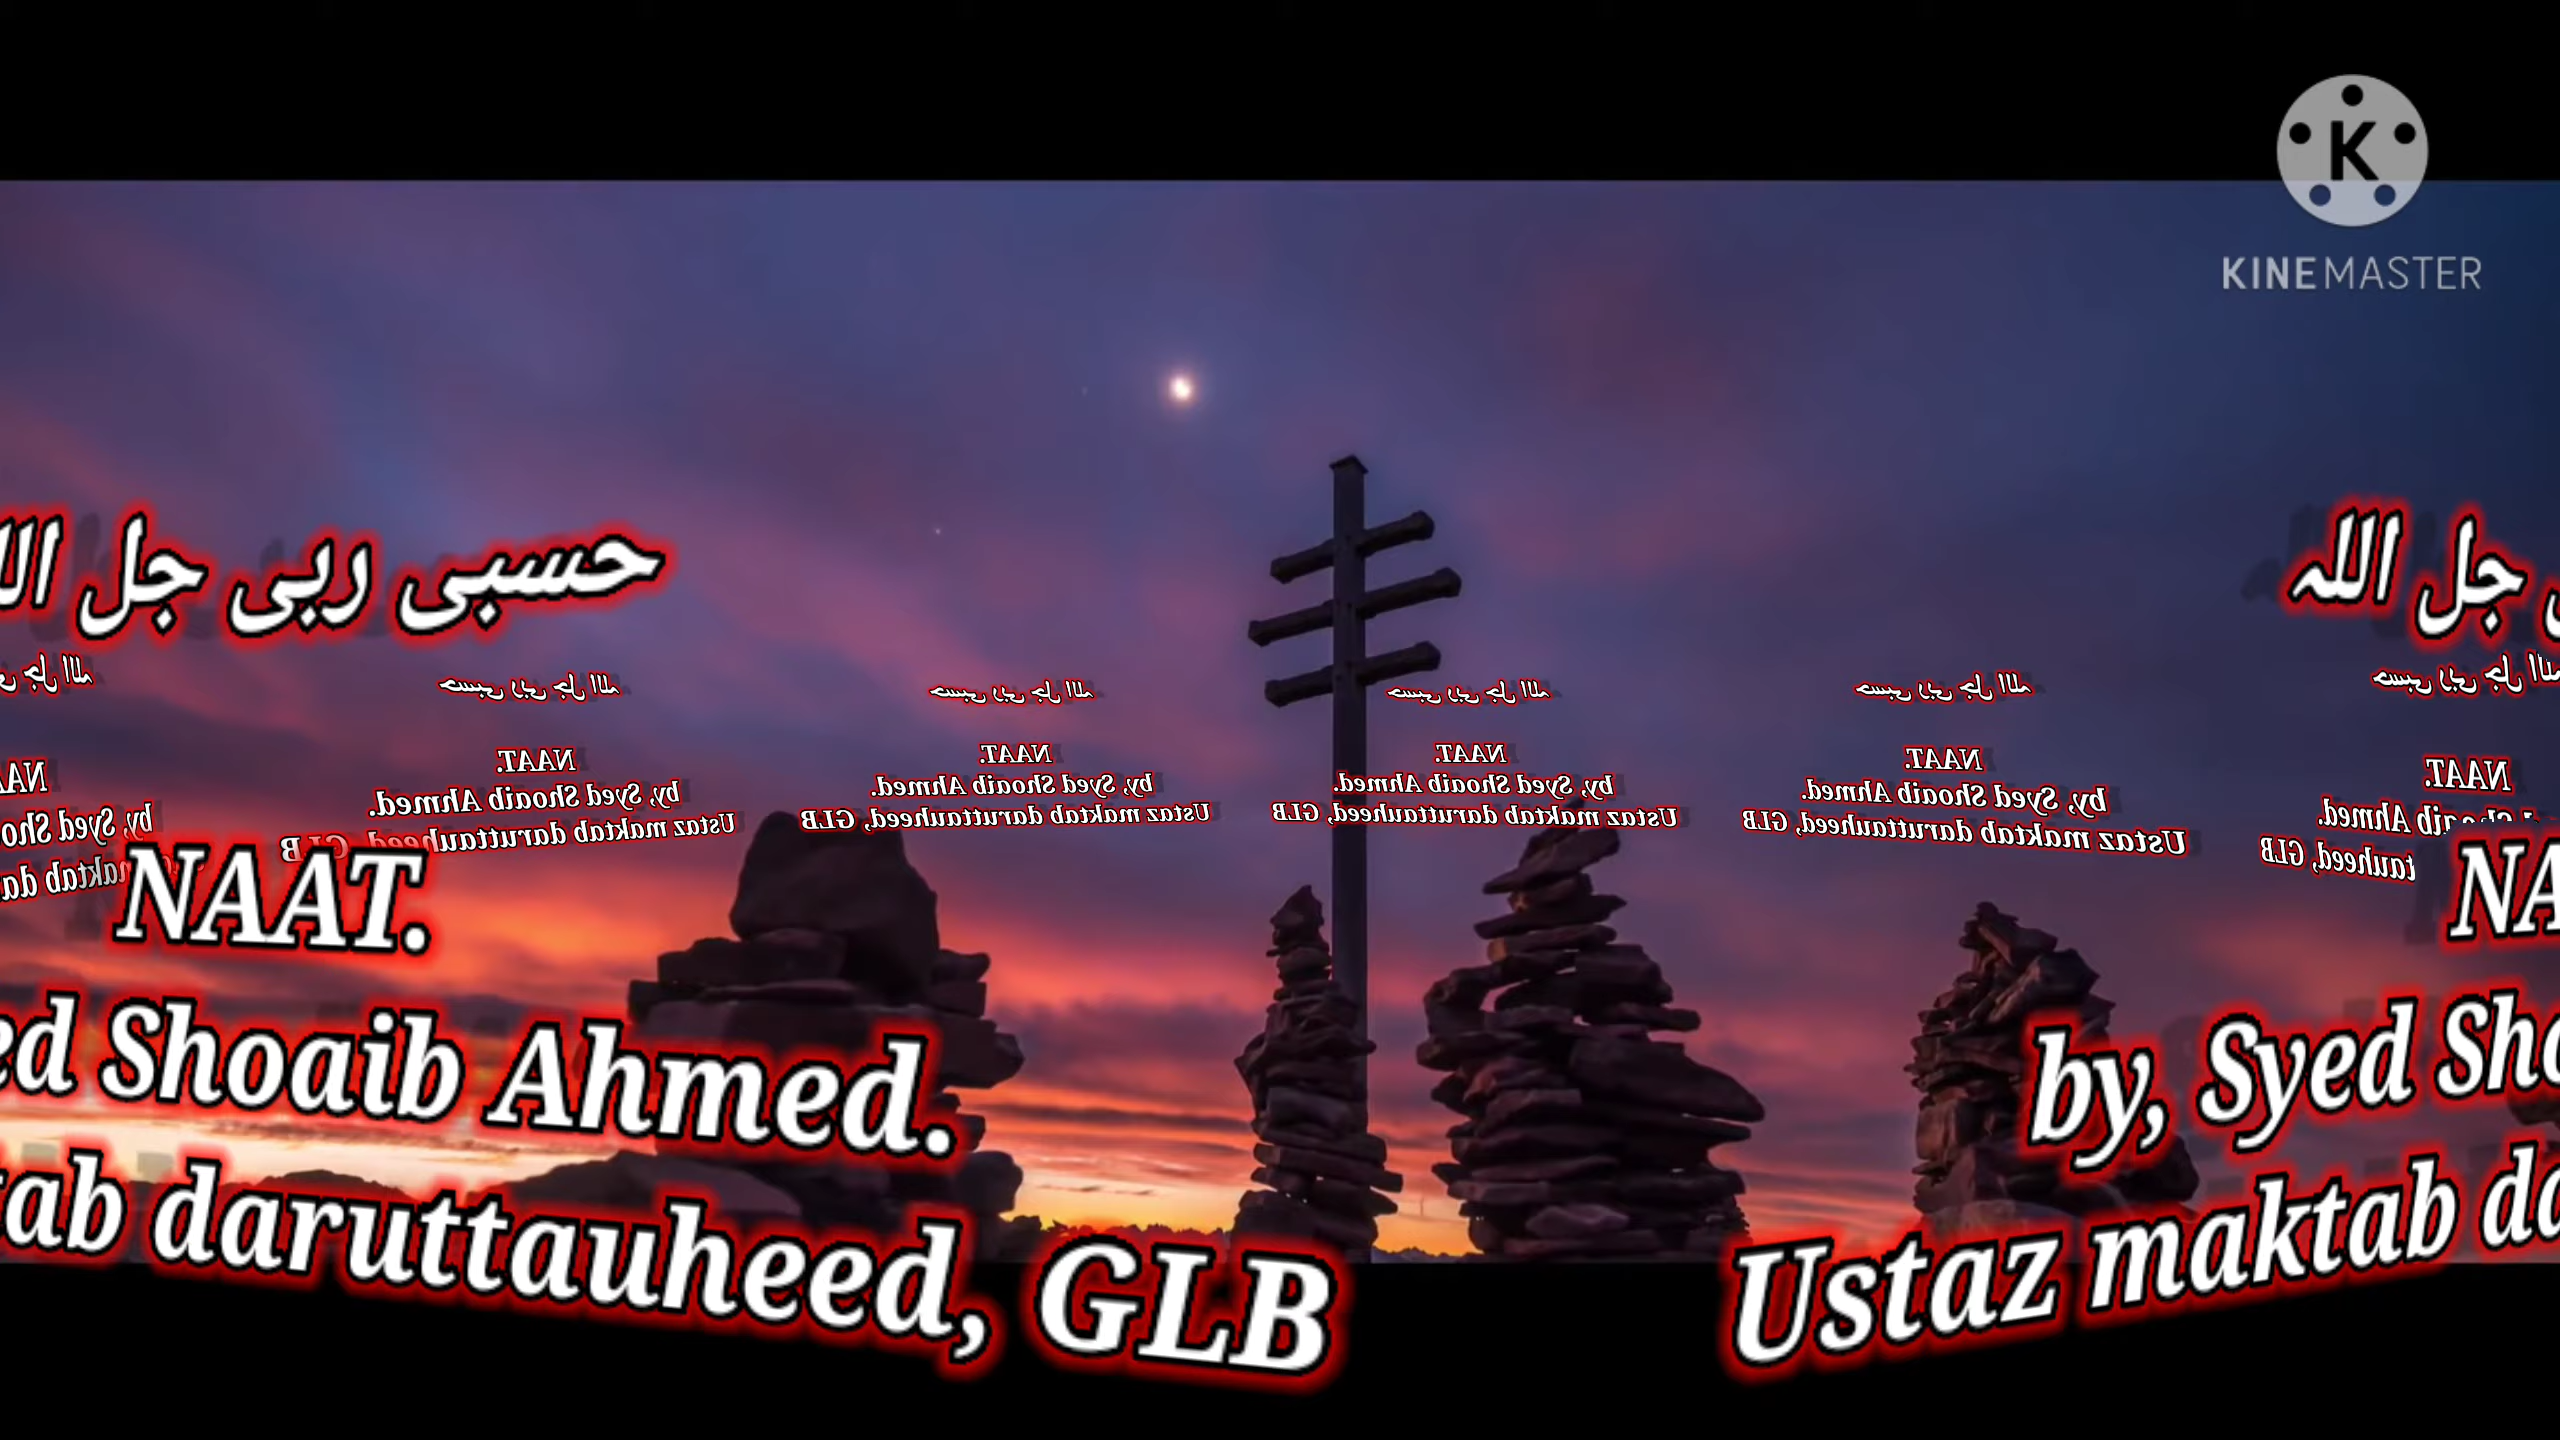 KINEMASTER
حسبی ربی جل اللہ
NAAT.
by, Syed Shoaib Ahmed.
Ustaz maktab daruttauheed, GLB